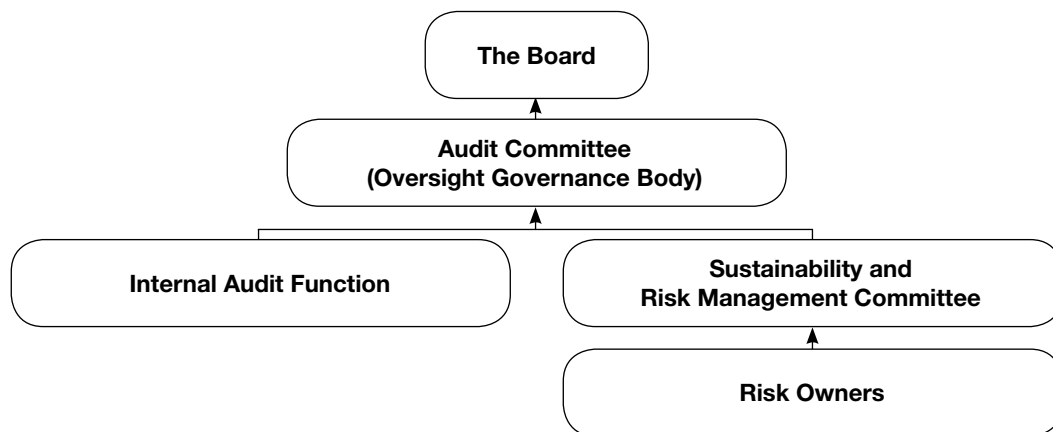 The Board
Audit Committee
(Oversight Governance Body)
Internal Audit Function
Sustainability and
Risk Management Committee
Risk Owners